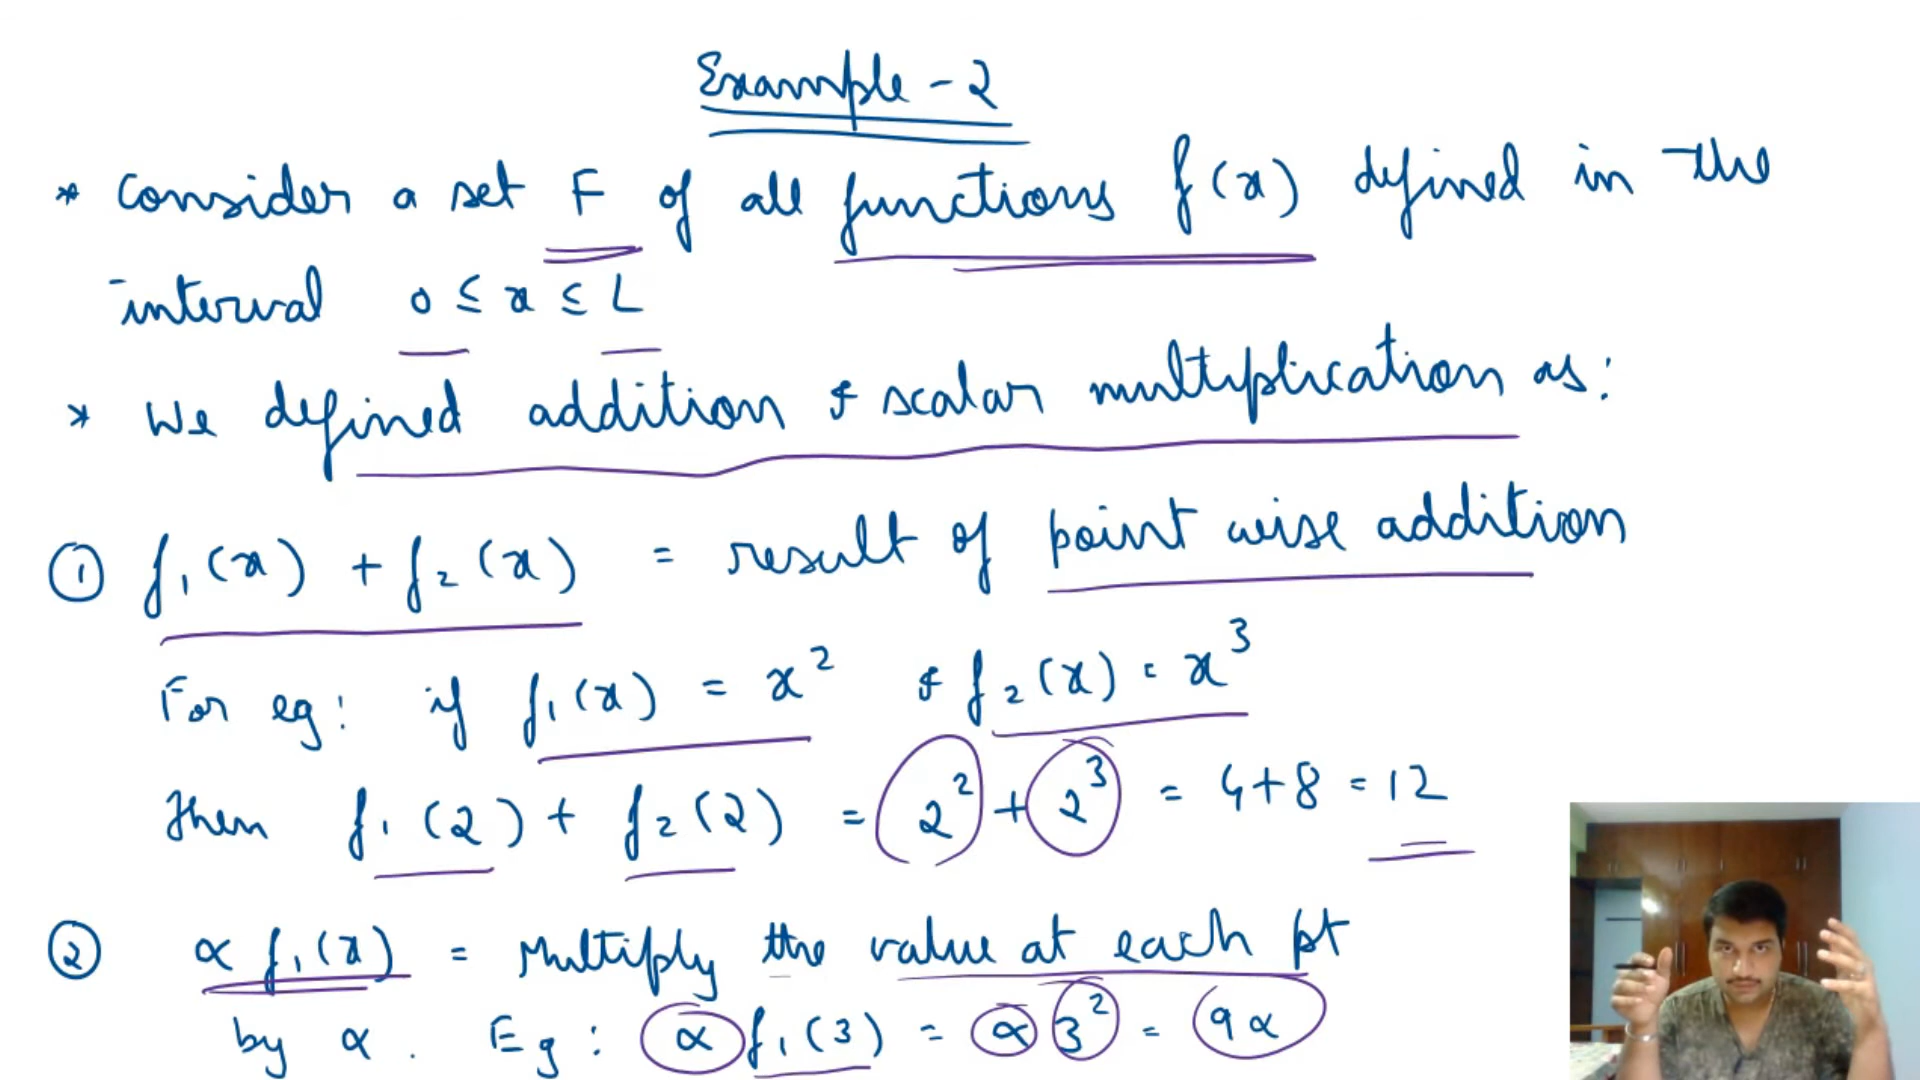 Example - 2
* Consider a set F of all functions f(x) defined in the
interval 0 ≤ x ≤ L
* We defined addition & scalar multiplication as:
① f₁(x) + f₂(x) = result of point wise addition
For eg: if f₁(x) = x² & f₂(x) = x³
Then f₁(2) + f₂(2) = 2² + 2³ = 4+8 = 12
② α f₁(x) = Multiply the value at each pt
by α. Eg: α f₁(3) = α 3² = 9α